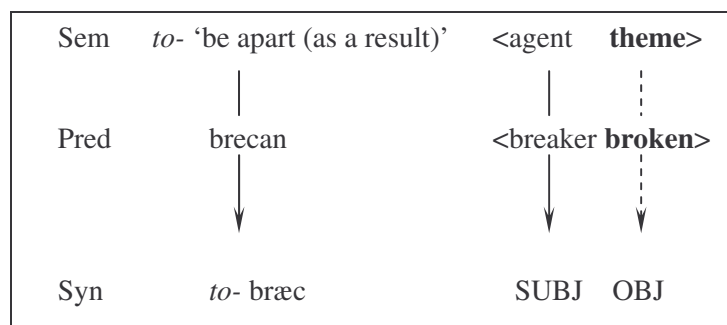 Sem to- ‘be apart (as a result)’ <agent theme>
Pred brecan <breaker broken>
Syn to- bræc SUBJ OBJ